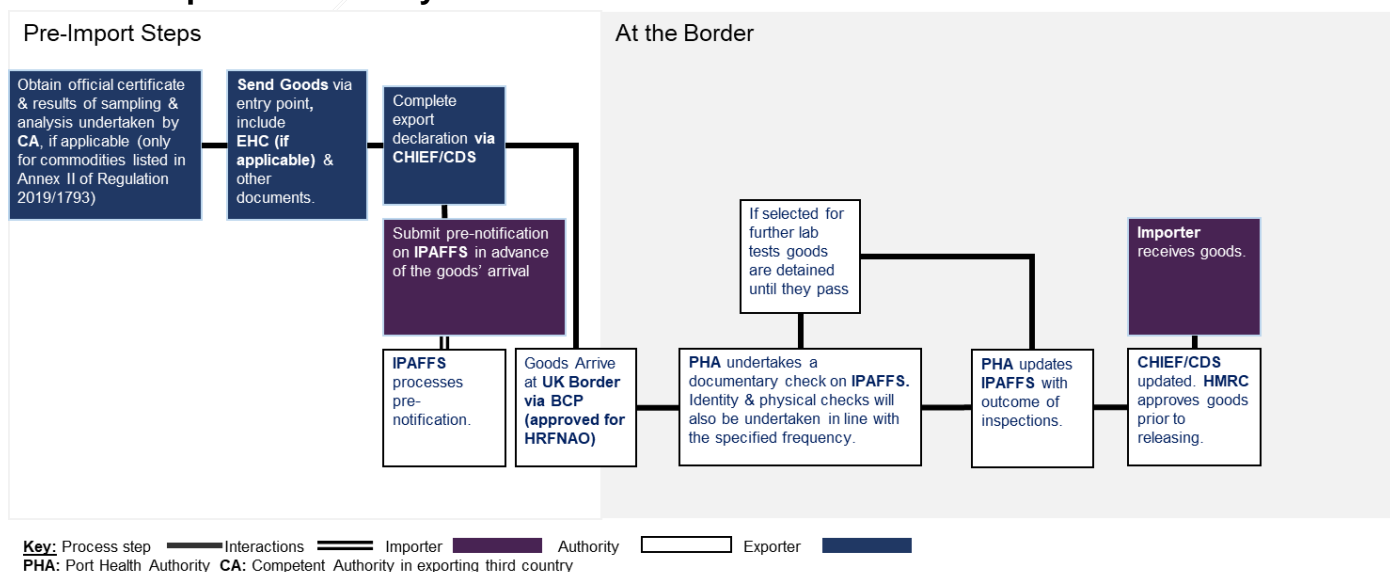 Pre-Import Steps
At the Border
Obtain official certificate
& results of sampling &
analysis undertaken by
CA, if applicable (only
for commodities listed in
Annex II of Regulation
2019/1793)
Send Goods via
entry point,
include
EHC (if
applicable) &
other
documents.
Complete
export
declaration via
CHIEF/CDS
Submit pre-notification
on IPAFFS in advance
of the goods' arrival
IPAFFS
processes
pre-
notification.
Goods Arrive
at UK Border
via BCP
(approved for
HRFNAO)
PHA undertakes a
documentary check on IPAFFS.
Identity & physical checks will
also be undertaken in line with
the specified frequency.
If selected for
further lab
tests goods
are detained
until they pass
PHA updates
IPAFFS with
outcome of
inspections.
CHIEF/CDS
updated. HMRC
approves goods
prior to
releasing.
Importer
receives goods.
Key: Process step Interactions Importer Authority Exporter
PHA: Port Health Authority CA: Competent Authority in exporting third country